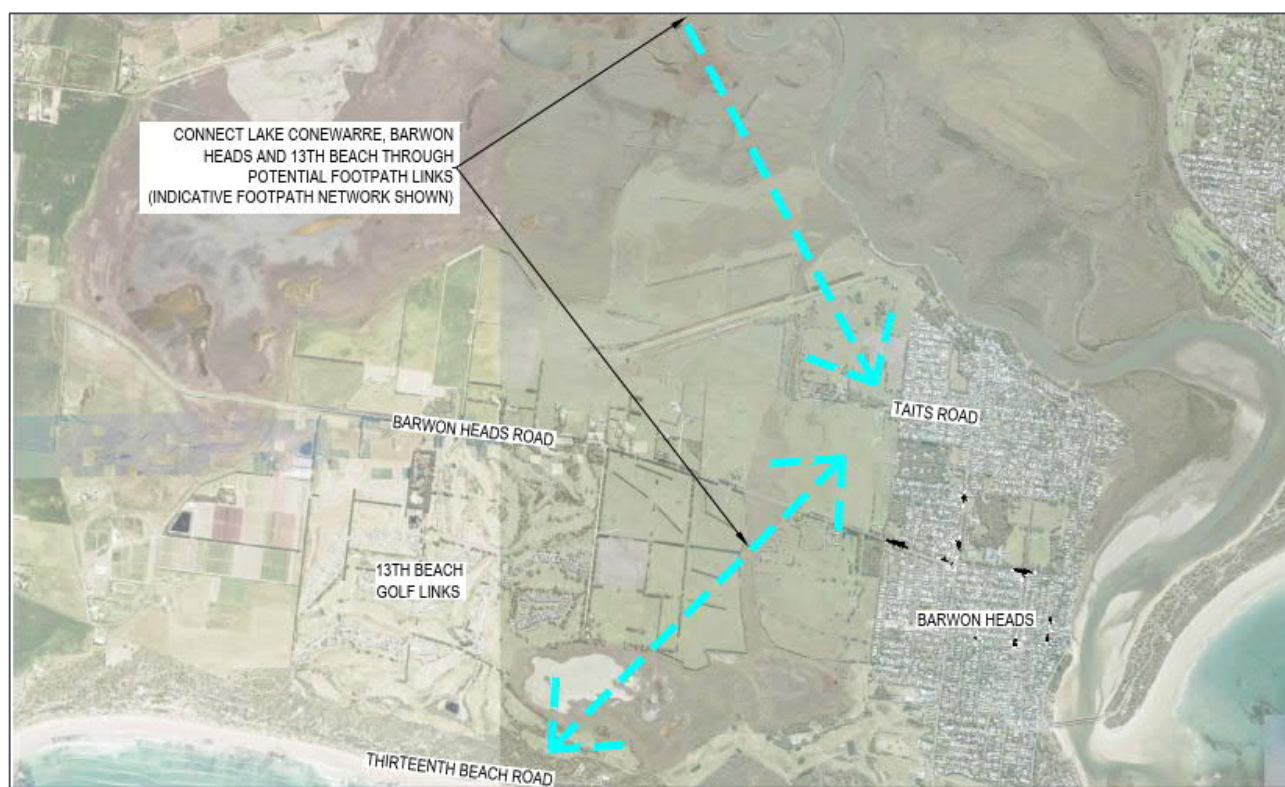 CONNECT LAKE CONEWARRE, BARWON
HEADS AND 13TH BEACH THROUGH
POTENTIAL FOOTPATH LINKS
(INDICATIVE FOOTPATH NETWORK SHOWN)
TAITS ROAD
BARWON HEADS ROAD
13TH BEACH
GOLF LINKS
BARWON HEADS
THIRTEENTH BEACH ROAD